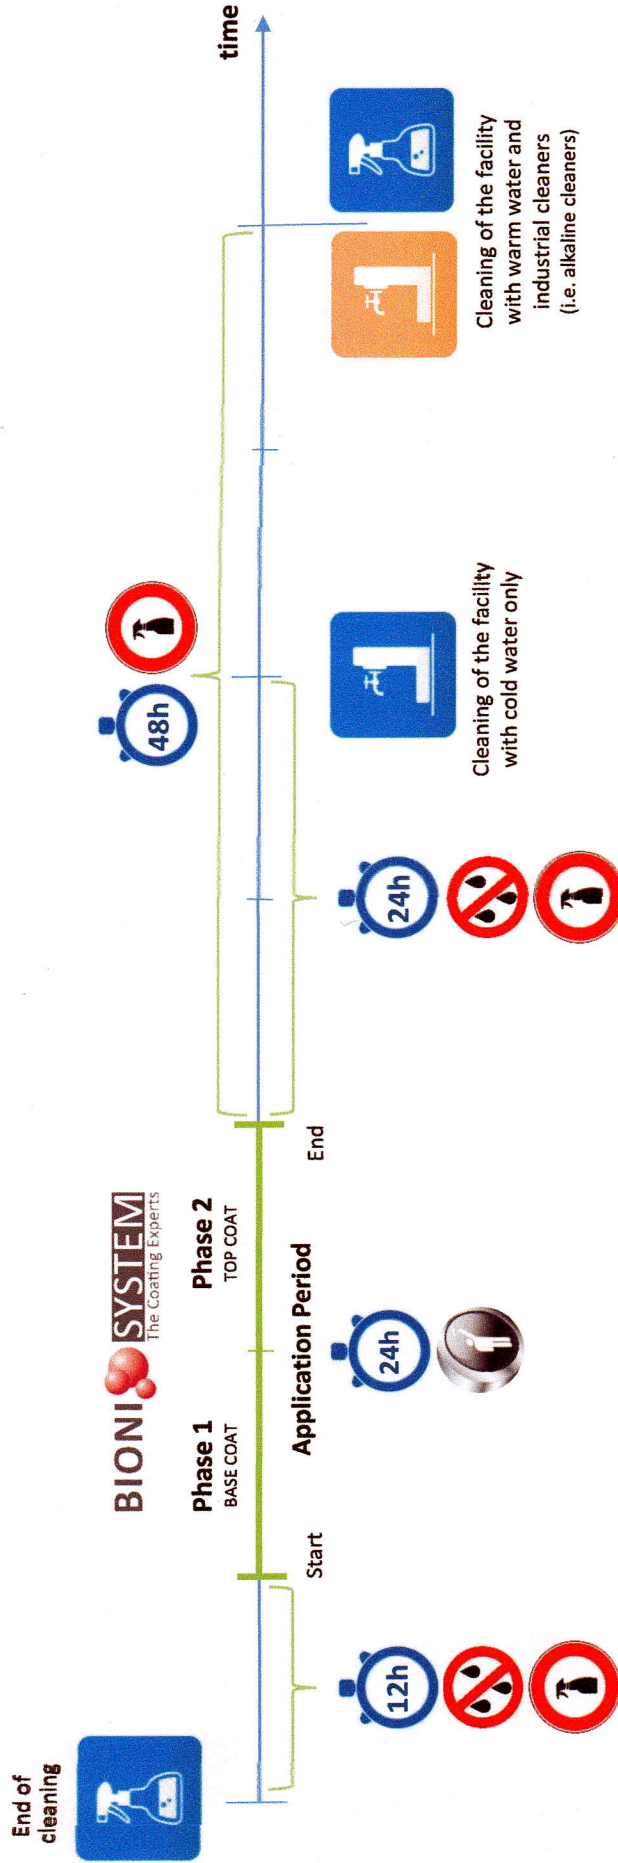 End of
cleaning
12h
Start
BIONI SYSTEM
The Coating Experts
Phase 1
BASE COAT
Phase 2
TOP COAT
Application Period
24h
End
48h
24h
Cleaning of the facility
with cold water only
Cleaning of the facility
with warm water and
industrial cleaners
(i.e. alkaline cleaners)
time